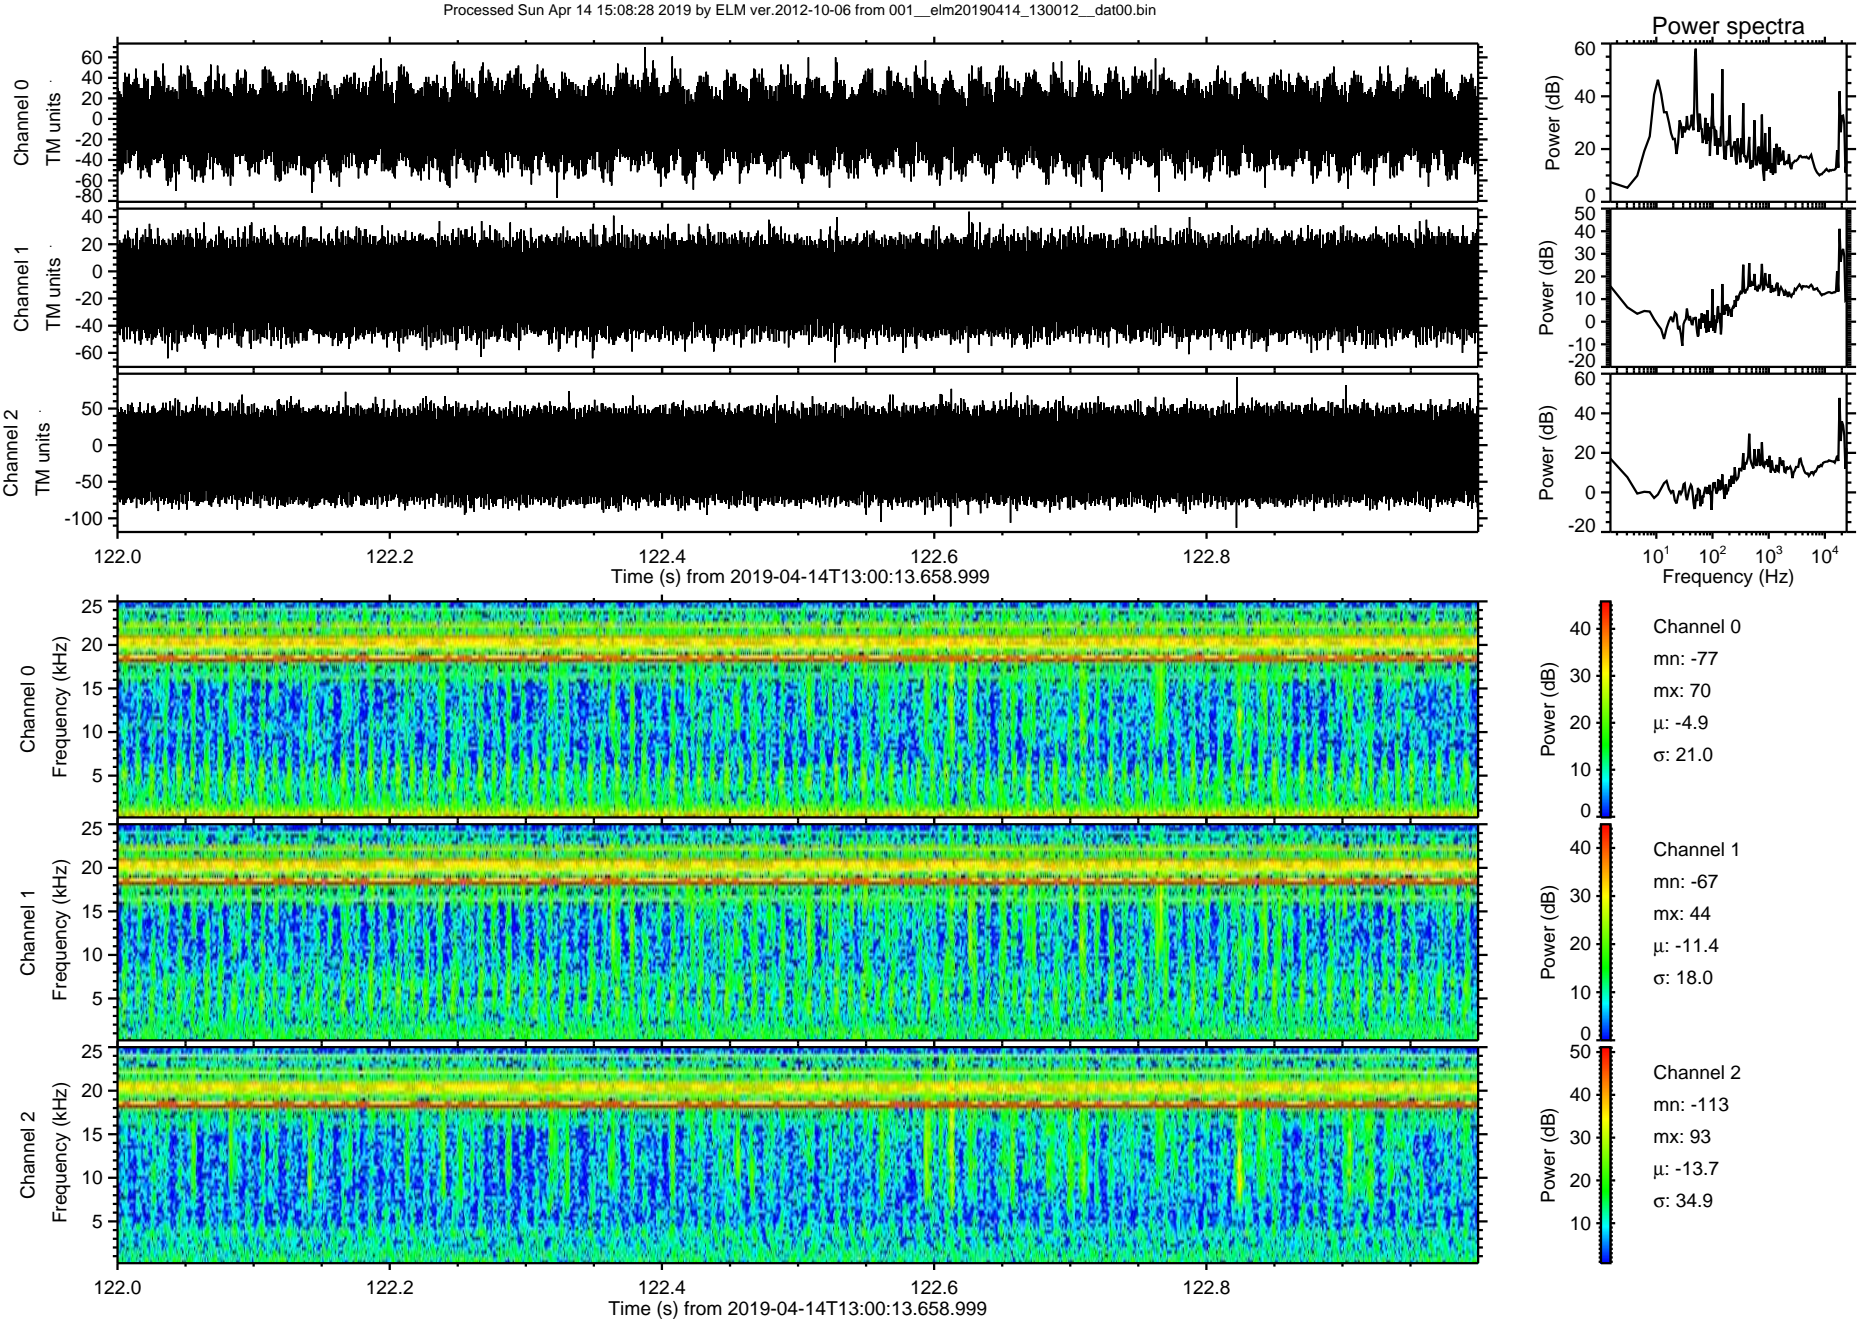 Processed Sun Apr 14 15:08:28 2019 by ELM ver.2012-10-06 from 001__elm20190414_130012__dat00.bin
Power spectra
Channel 0
TM units
60
40
20
0
-20
-40
-60
-80
Power (dB)
60
40
20
0
Channel 1
TM units
40
20
0
-20
-40
-60
Power (dB)
50
40
30
20
10
0
-10
-20
Channel 2
TM units
50
0
-50
-100
Power (dB)
60
40
20
0
-20
122.0 122.2 122.4 122.6 122.8
Time (s) from 2019-04-14T13:00:13.658.999
10^1 10^2 10^3 10^4
Frequency (Hz)
Channel 0
Frequency (kHz)
25
20
15
10
5
Power (dB)
40
30
20
10
0
Channel 0
mn: -77
mx: 70
μ: -4.9
σ: 21.0
Channel 1
Frequency (kHz)
25
20
15
10
5
Power (dB)
40
30
20
10
0
Channel 1
mn: -67
mx: 44
μ: -11.4
σ: 18.0
Channel 2
Frequency (kHz)
25
20
15
10
5
Power (dB)
50
40
30
20
10
Channel 2
mn: -113
mx: 93
μ: -13.7
σ: 34.9
122.0 122.2 122.4 122.6 122.8
Time (s) from 2019-04-14T13:00:13.658.999